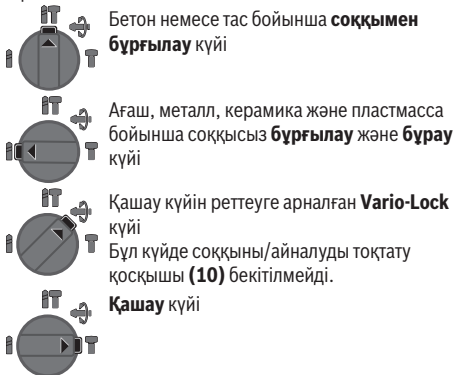 Бетон немесе тас бойынша соққымен
бұрғылау күйі
Ағаш, металл, керамика және пластмасса
бойынша соққысыз бұрғылау және бұрау
күйі
Қашау күйін реттеуге арналған Vario-Lock
күйі
Бұл күйде соққыны/айналуды тоқтату
қосқышы (10) бекітілмейді.
Қашау күйі